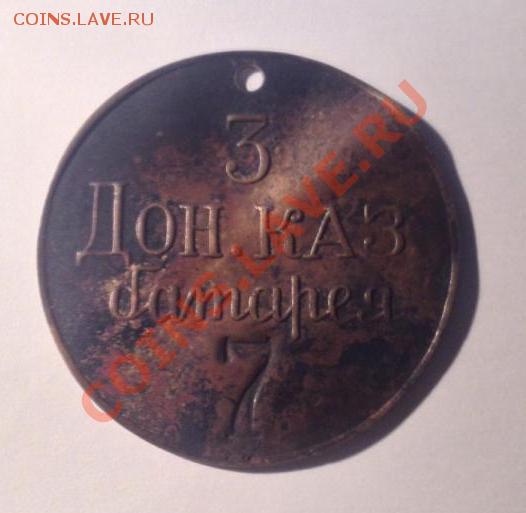 COINS.LAVE.RU
3
Дон КАЗ
батарея
7
COINS.LAVE.RU